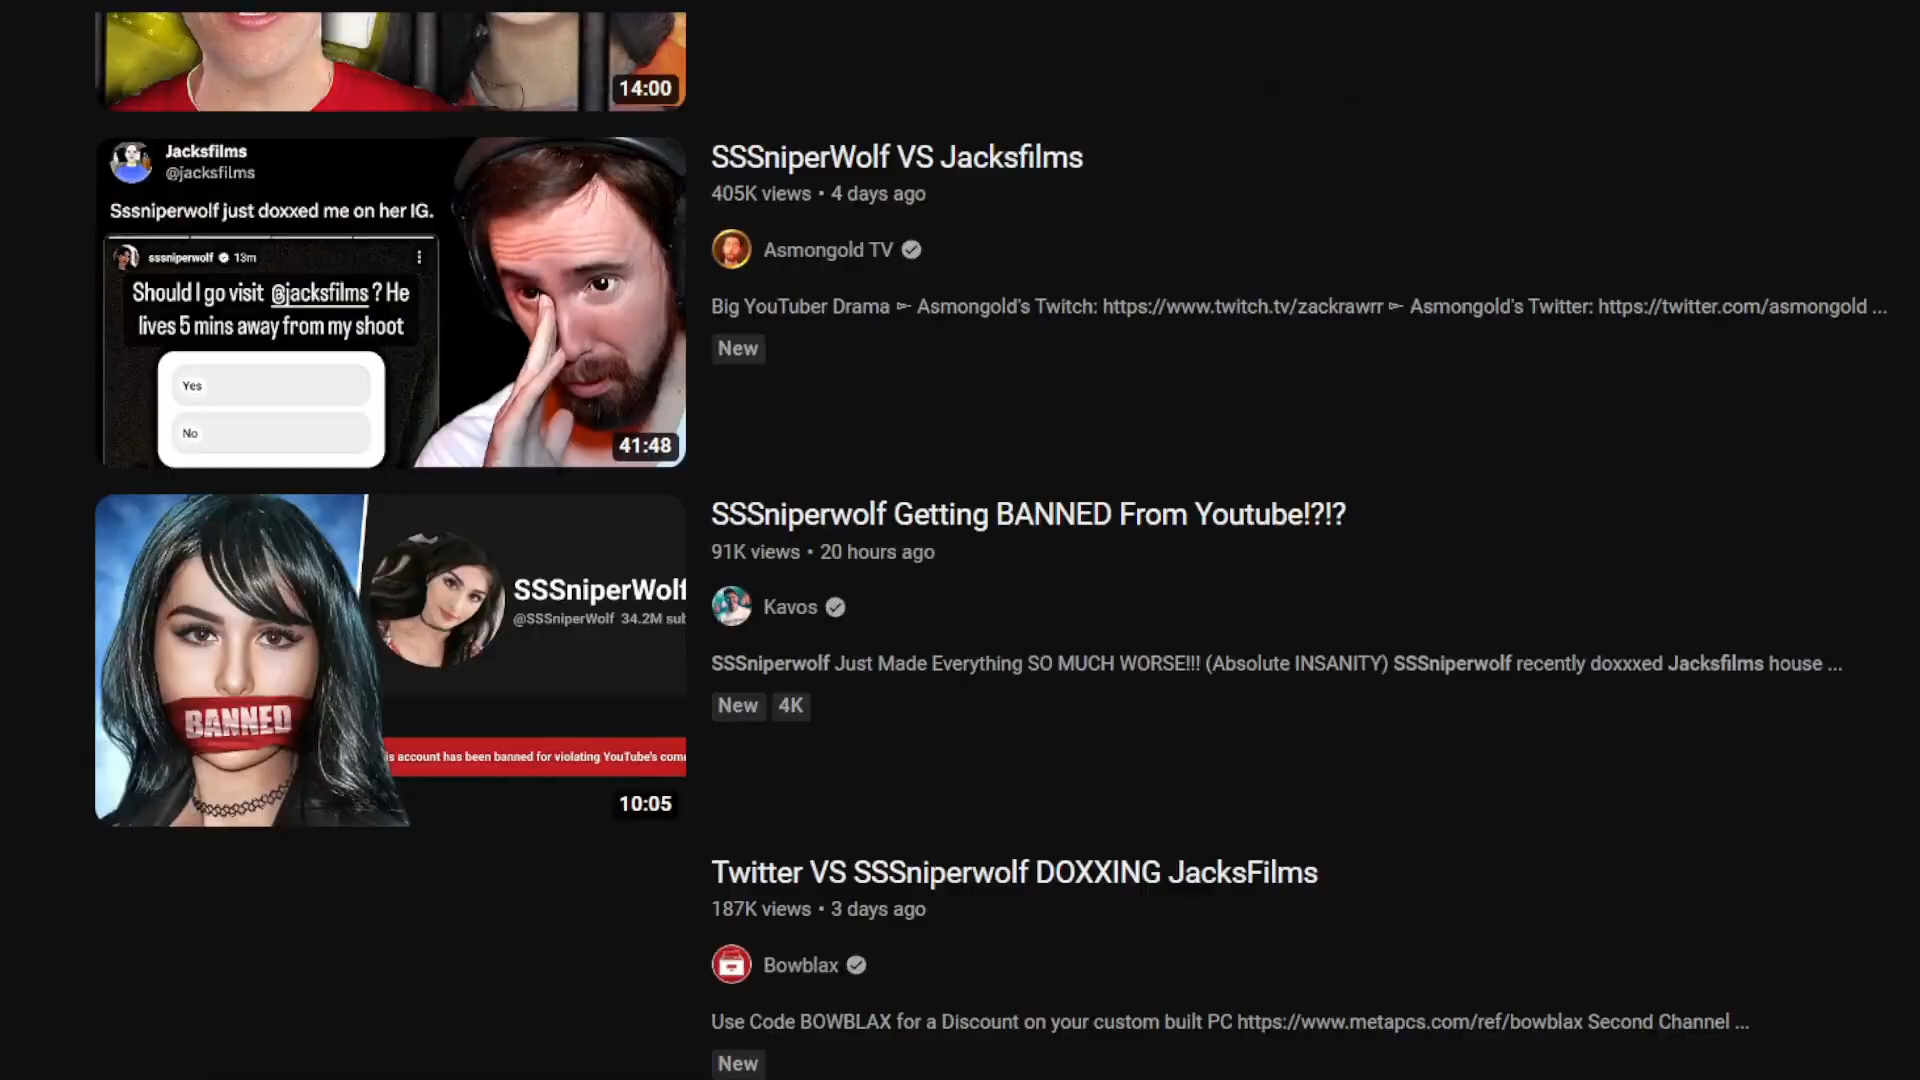 14:00
Jacksfilms
@jacksfilms
Sssniperwolf just doxxed me on her IG.
sssniperwolf 13m
Should I go visit @jacksfilms ? He
lives 5 mins away from my shoot
Yes
No
41:48
SSSniperWolf VS Jacksfilms
405K views • 4 days ago
Asmongold TV
Big YouTuber Drama ► Asmongold's Twitch: https://www.twitch.tv/zackrawrr ► Asmongold's Twitter: https://twitter.com/asmongold ...
New
SSSniperWolf
@SSSniperWolf 34.2M sub
BANNED
s account has been banned for violating YouTube's com
10:05
SSSniperwolf Getting BANNED From Youtube!?!?
91K views • 20 hours ago
Kavos
SSSniperwolf Just Made Everything SO MUCH WORSE!!! (Absolute INSANITY) SSSniperwolf recently doxxxed Jacksfilms house ...
New 4K
Twitter VS SSSniperwolf DOXXING JacksFilms
187K views • 3 days ago
Bowblax
Use Code BOWBLAX for a Discount on your custom built PC https://www.metapcs.com/ref/bowblax Second Channel ...
New